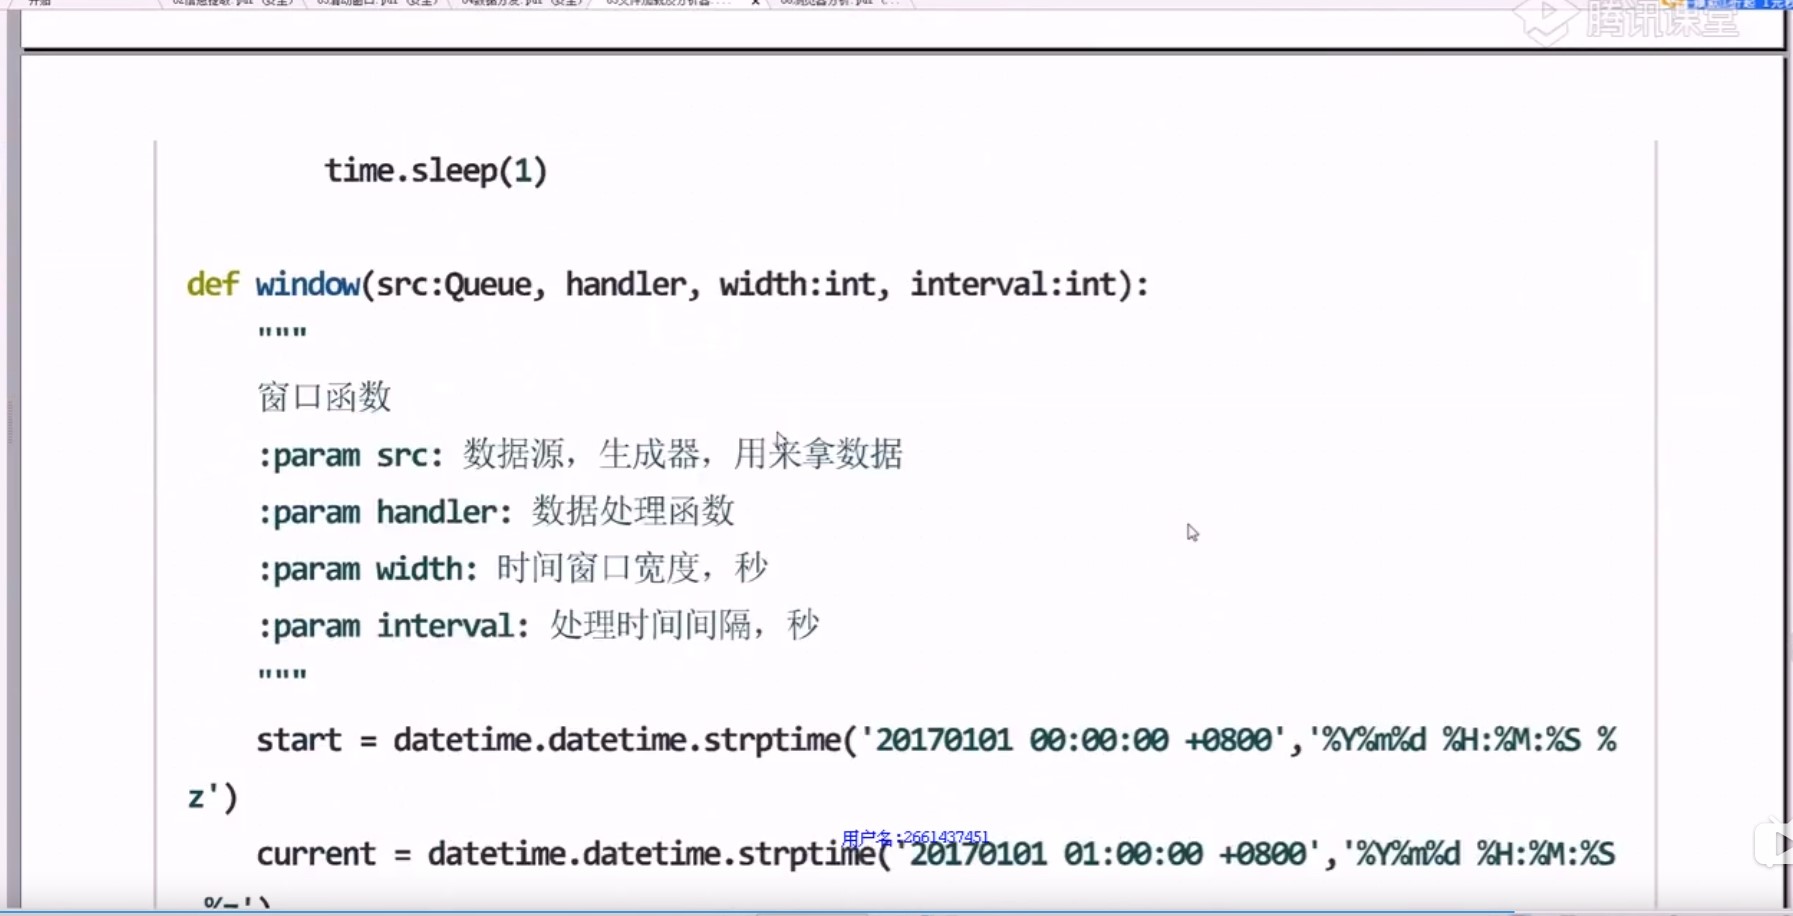 腾讯课堂
time.sleep(1)
def window(src:Queue, handler, width:int, interval:int):
"""
窗口函数
:param src: 数据源，生成器，用来拿数据
:param handler: 数据处理函数
:param width: 时间窗口宽度，秒
:param interval: 处理时间间隔，秒
"""
start = datetime.datetime.strptime('20170101 00:00:00 +0800','%Y%m%d %H:%M:%S %
z')
用户名:2661437451
current = datetime.datetime.strptime('20170101 01:00:00 +0800','%Y%m%d %H:%M:%S
%z')